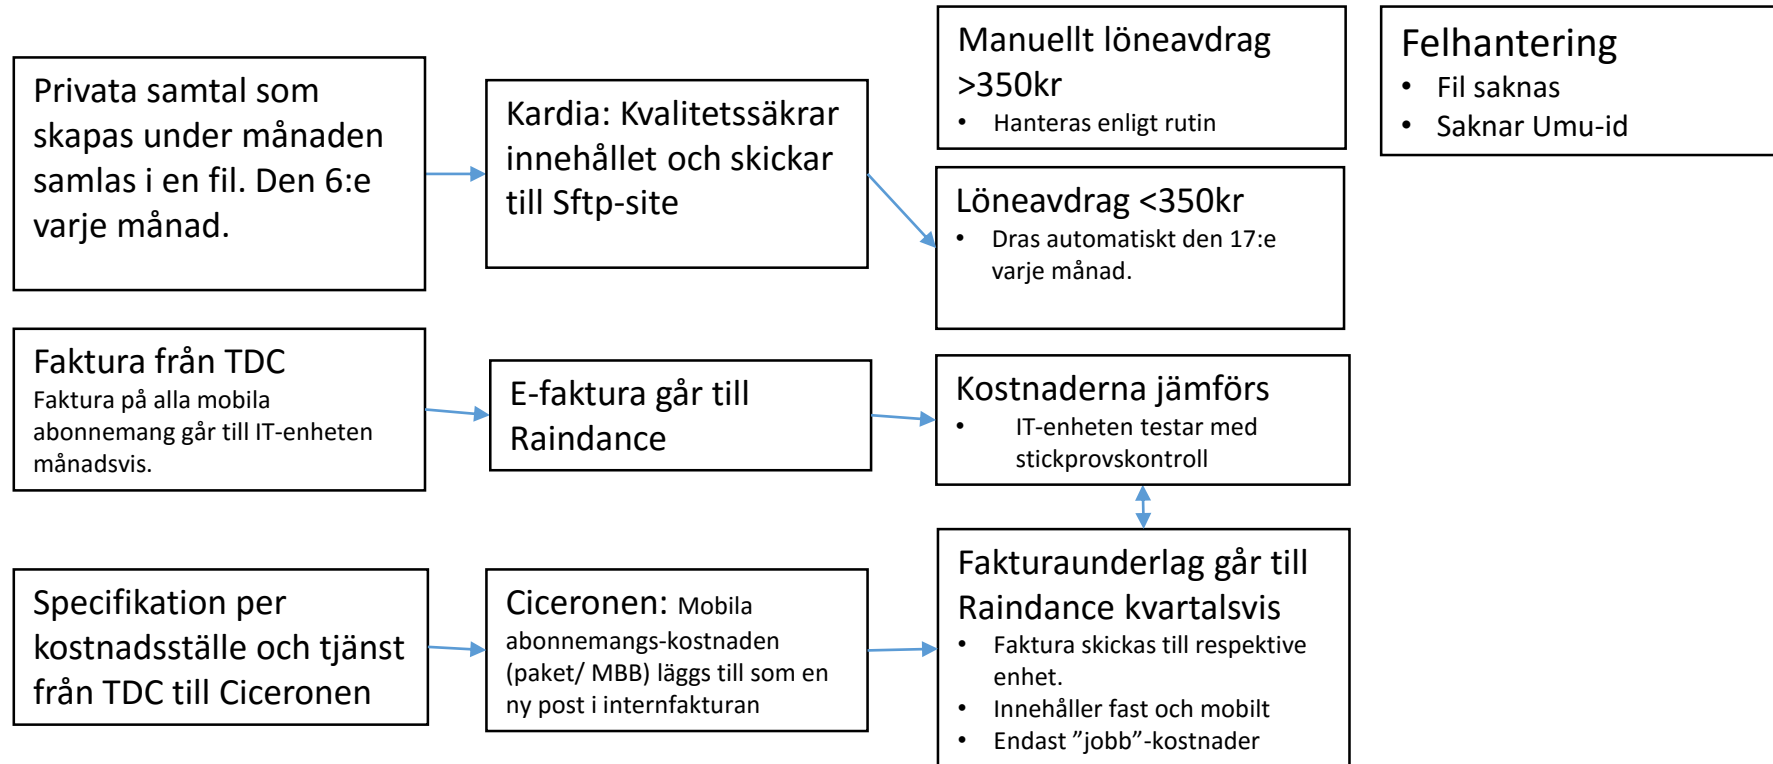 Privata samtal som
skapas under månaden
samlas i en fil. Den 6:e
varje månad.
Kardia: Kvalitetssäkrar
innehållet och skickar
till Sftp-site
Manuellt löneavdrag
>350kr
• Hanteras enligt rutin
Felhantering
• Fil saknas
• Saknar Umu-id
Löneavdrag <350kr
• Dras automatiskt den 17:e
varje månad.
Faktura från TDC
Faktura på alla mobila
abonnemang går till IT-enheten
månadsvis.
E-faktura går till
Raindance
Kostnaderna jämförs
• IT-enheten testar med
stickprovskontroll
Specifikation per
kostnadsställe och tjänst
från TDC till Ciceronen
Ciceronen: Mobila
abonnemangs-kostnaden
(paket/ MBB) läggs till som en
ny post i internfakturan
Fakturaunderlag går till
Raindance kvartalsvis
• Faktura skickas till respektive
enhet.
• Innehåller fast och mobilt
• Endast ”jobb”-kostnader